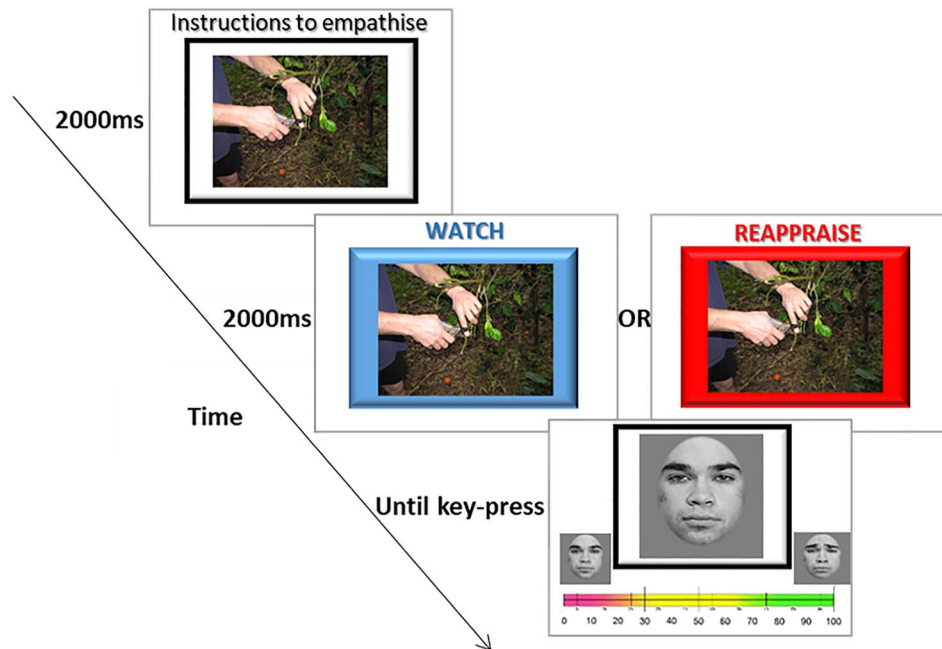 Instructions to empathise
2000ms
WATCH
REAPPRAISE
2000ms
OR
Time
Until key-press
0 10 20 30 40 50 60 70 80 90 100